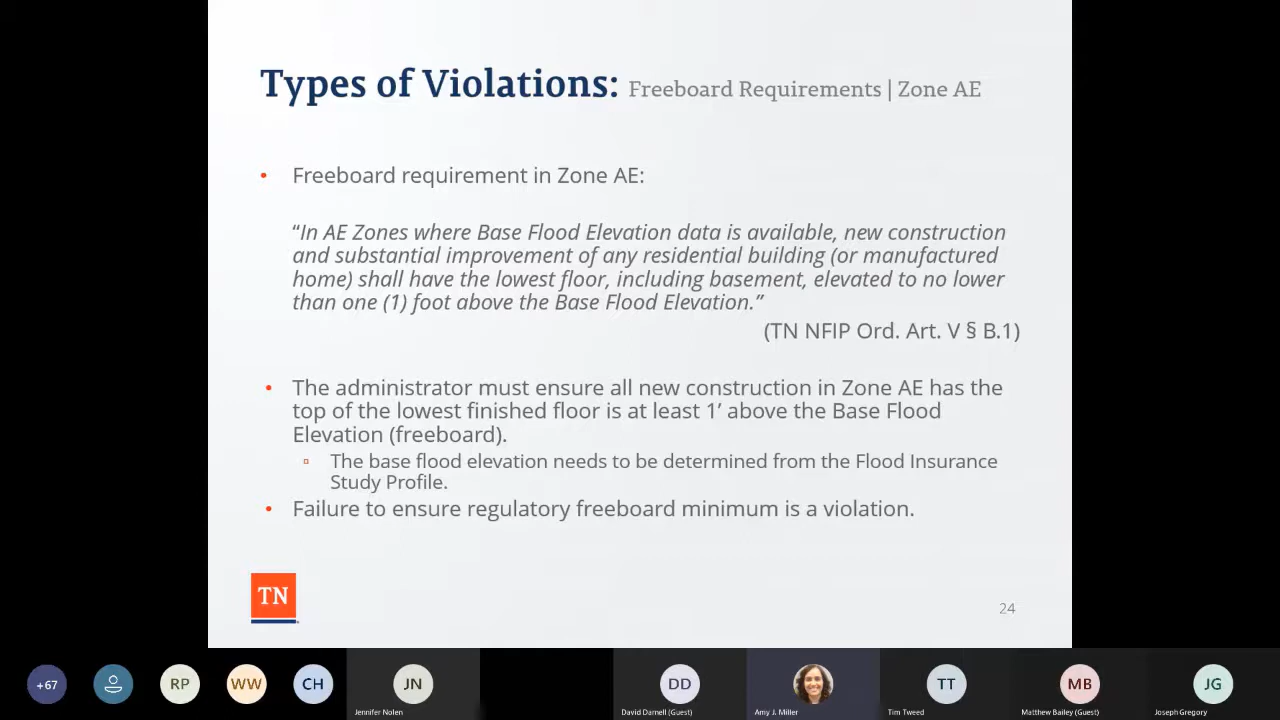 Types of Violations: Freeboard Requirements | Zone AE
• Freeboard requirement in Zone AE:
“In AE Zones where Base Flood Elevation data is available, new construction
and substantial improvement of any residential building (or manufactured
home) shall have the lowest floor, including basement, elevated to no lower
than one (1) foot above the Base Flood Elevation.”
(TN NFIP Ord. Art. V § B.1)
• The administrator must ensure all new construction in Zone AE has the
top of the lowest finished floor is at least 1’ above the Base Flood
Elevation (freeboard).
▫ The base flood elevation needs to be determined from the Flood Insurance
Study Profile.
• Failure to ensure regulatory freeboard minimum is a violation.
TN
24
+67
RP
WW
CH
JN
DD
TT
MB
JG
Jennifer Nolen
David Darnell (Guest)
Amy J. Miller
Tim Tweed
Matthew Bailey (Guest)
Joseph Gregory